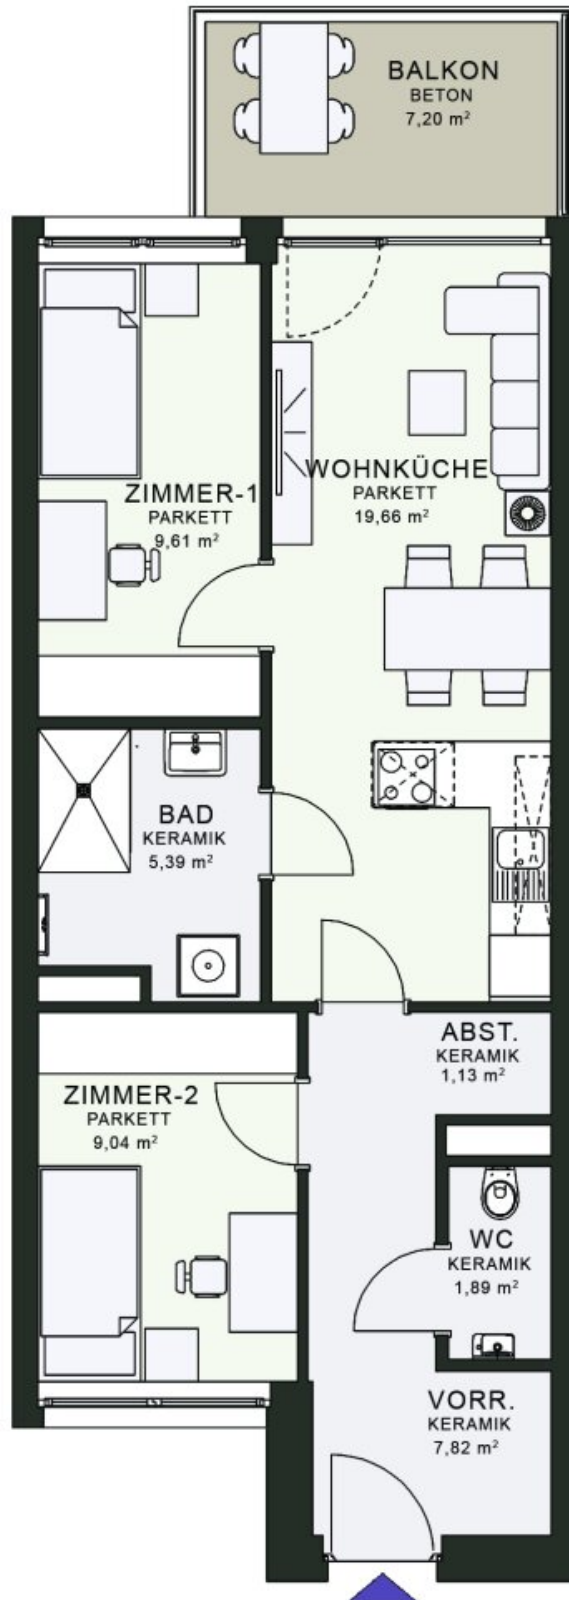 BALKON
BETON
7,20 m²
WOHNKÜCHE
PARKETT
19,66 m²
ZIMMER-1
PARKETT
9,61 m²
BAD
KERAMIK
5,39 m²
ABST.
KERAMIK
1,13 m²
ZIMMER-2
PARKETT
9,04 m²
WC
KERAMIK
1,89 m²
VORR.
KERAMIK
7,82 m²